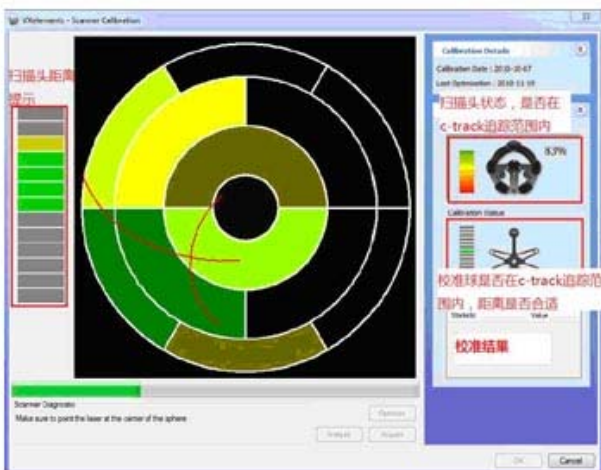 VXelements - Scanner Calibration
扫描头距离
提示
Calibration Details
Calibration Date : 2010-10-07
Last Optimisation : 2010-11-10
扫描头状态，是否在
c-track追踪范围内
Calibration Status
校准球是否在c-track追踪范
围内，距离是否合适
Statistic
Value
校准结果
Scanner Diagnostic
Make sure to point the laser at the center of the sphere
Optimize
Analyze
Acquire
OK
Cancel